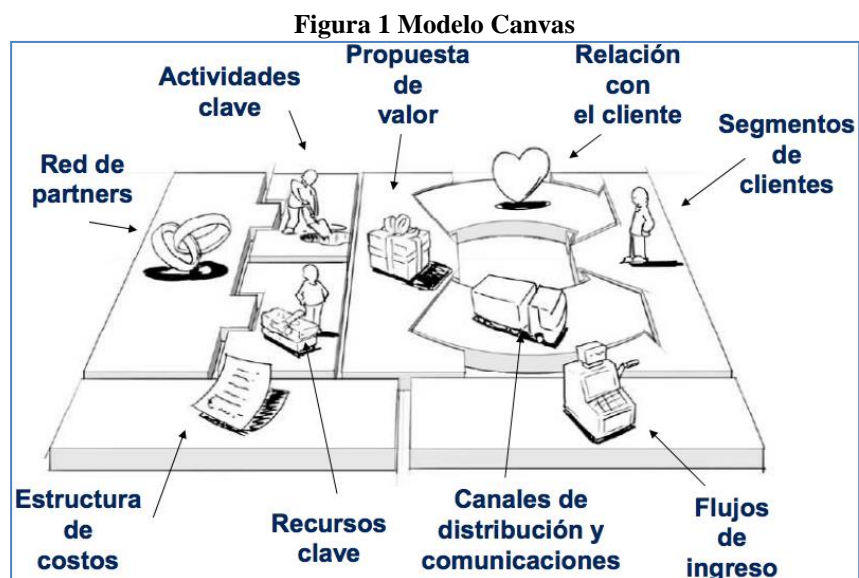 Figura 1 Modelo Canvas
Actividades
clave
Propuesta
de
valor
Relación
con
el cliente
Segmentos
de
clientes
Red de
partners
Estructura
de
costos
Recursos
clave
Canales de
distribución y
comunicaciones
Flujos
de
ingreso